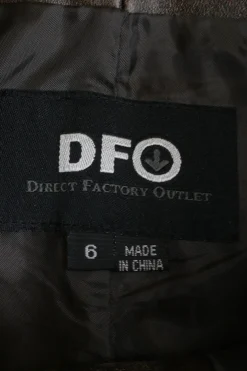 DFO
DIRECT FACTORY OUTLET
6
MADE
IN CHINA